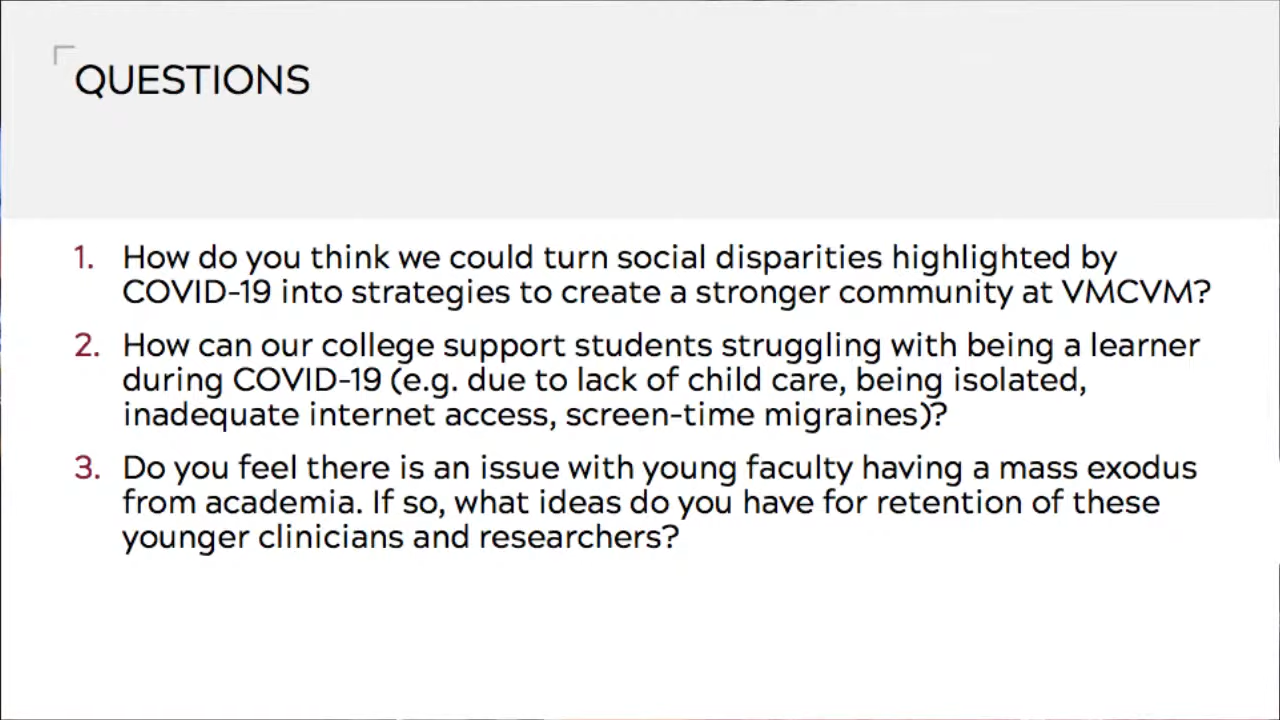 QUESTIONS
1. How do you think we could turn social disparities highlighted by
COVID-19 into strategies to create a stronger community at VMCVM?
2. How can our college support students struggling with being a learner
during COVID-19 (e.g. due to lack of child care, being isolated,
inadequate internet access, screen-time migraines)?
3. Do you feel there is an issue with young faculty having a mass exodus
from academia. If so, what ideas do you have for retention of these
younger clinicians and researchers?